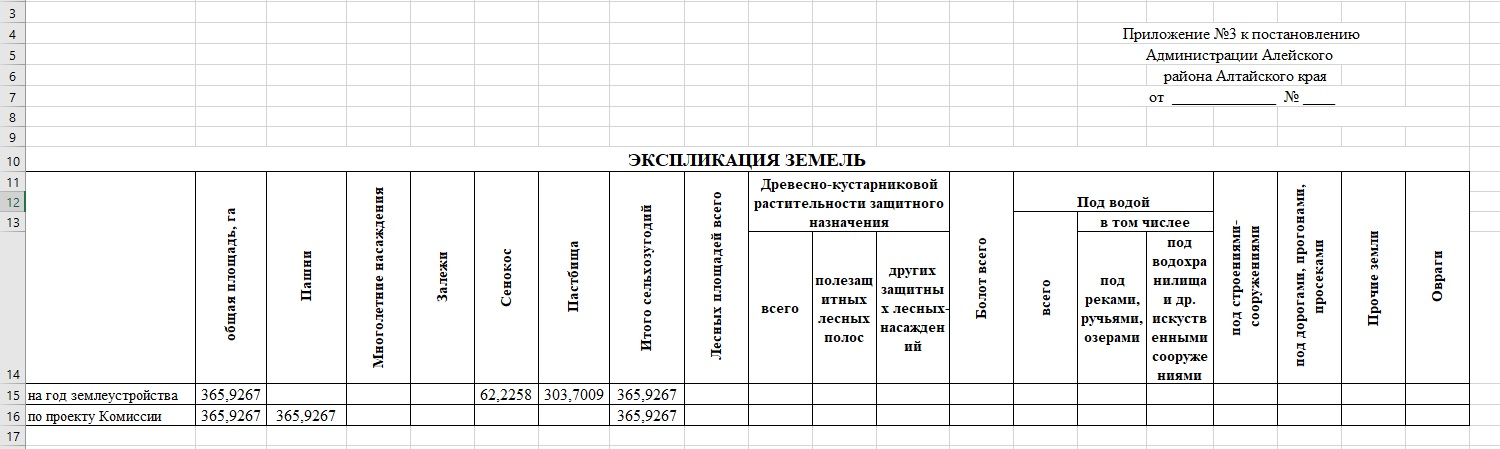 3
4
Приложение №3 к постановлению
5
Администрации Алейского
6
района Алтайского края
7
от _____________ № ____
8
9
10
ЭКСПЛИКАЦИЯ ЗЕМЕЛЬ
11
12
13
14
общая площадь, га
Пашни
Многолетние насаждения
Залежи
Сенокос
Пастбища
Итого сельхозугодий
Лесных площадей всего
Древесно-кустарниковой
растительности защитного
назначения
всего
полезащ
итных
лесных
полос
других
защитны
х лесных-
насажден
ий
Болот всего
Под водой
всего
в том числее
под
реками,
ручьями,
озерами
под
водохра
нилища
и др.
искуств
енными
сооруже
ниями
под строениями-
сооружениями
под дорогами, прогонами,
просеками
Прочие земли
Овраги
15
на год землеустройства 365,9267 62,2258 303,7009 365,9267
16
по проекту Комиссии 365,9267 365,9267 365,9267
17